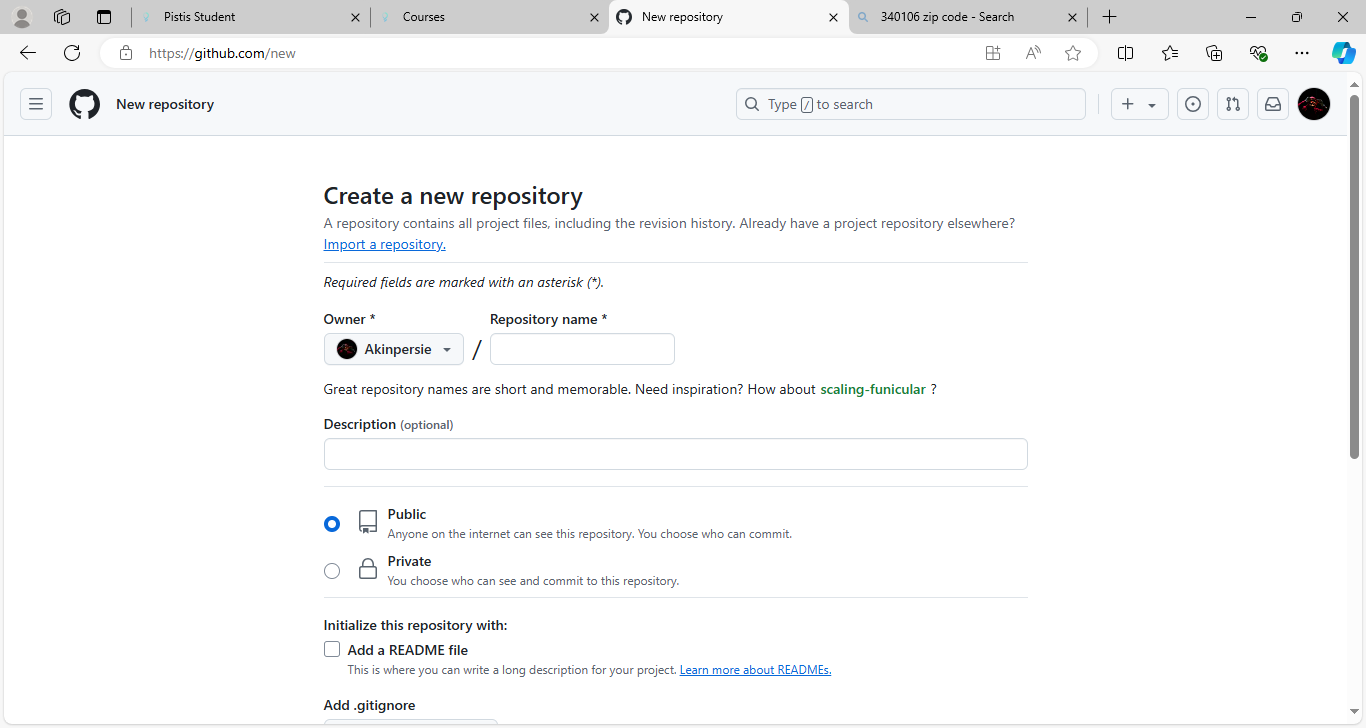 Pistis Student
Courses
New repository
340106 zip code - Search
https://github.com/new
New repository
Type / to search
Create a new repository
A repository contains all project files, including the revision history. Already have a project repository elsewhere?
Import a repository.
Required fields are marked with an asterisk (*).
Owner * Repository name *
Akinpersie /
Great repository names are short and memorable. Need inspiration? How about scaling-funicular ?
Description (optional)
Public
Anyone on the internet can see this repository. You choose who can commit.
Private
You choose who can see and commit to this repository.
Initialize this repository with:
Add a README file
This is where you can write a long description for your project. Learn more about READMEs.
Add .gitignore